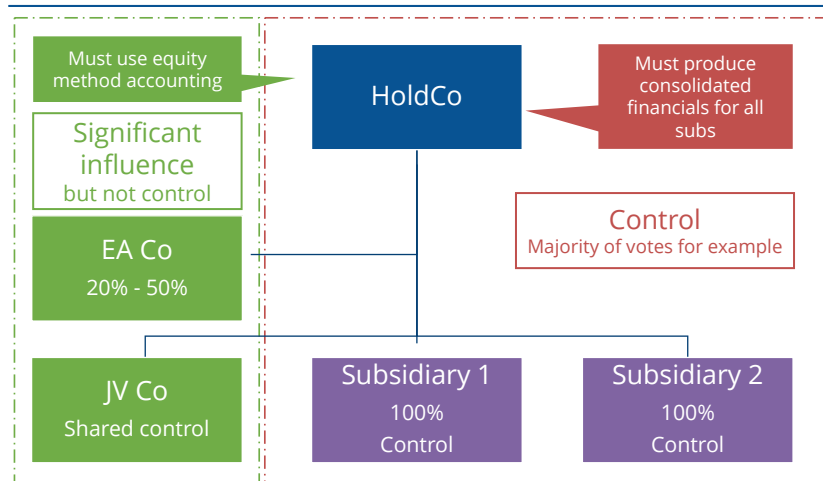 Must use equity
method accounting
HoldCo
Must produce
consolidated
financials for all
subs
Significant
influence
but not control
Control
Majority of votes for example
EA Co
20% - 50%
JV Co
Shared control
Subsidiary 1
100%
Control
Subsidiary 2
100%
Control